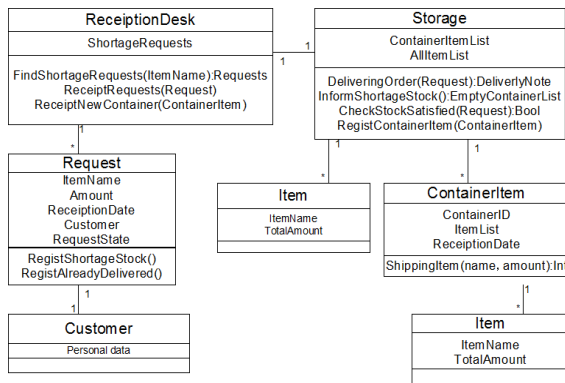 ReceiptionDesk
ShortageRequests
FindShortageRequests(ItemName):Requests
ReceiptRequests(Request)
ReceiptNewContainer(ContainerItem)
1
1
1
*
Storage
ContainerItemList
AllItemList
DeliveringOrder(Request):DeliverlyNote
InformShortageStock():EmptyContainerList
CheckStockSatisfied(Request):Bool
RegistContainerItem(ContainerItem)
1
1
*
*
Request
ItemName
Amount
ReceiptionDate
Customer
RequestState
RegistShortageStock()
RegistAlreadyDelivered()
1
1
Item
ItemName
TotalAmount
ContainerItem
ContainerID
ItemList
ReceiptionDate
ShippingItem(name, amount):Int
1
*
Customer
Personal data
Item
ItemName
TotalAmount